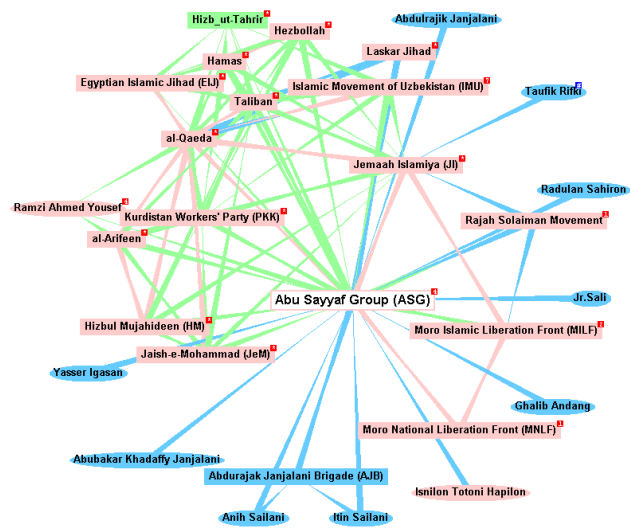 Hizb_ut-Tahrir
Abdulrajik Janjalani
Hezbollah
Laskar Jihad
Hamas
Egyptian Islamic Jihad (EIJ)
Islamic Movement of Uzbekistan (IMU)
Taufik Rifki
Taliban
al-Qaeda
Jemaah Islamiya (JI)
Radulan Sahiron
Ramzi Ahmed Yousef
Kurdistan Workers' Party (PKK)
Rajah Solaiman Movement
al-Arifeen
Abu Sayyaf Group (ASG)
Jr.Sali
Hizbul Mujahideen (HM)
Moro Islamic Liberation Front (MILF)
Jaish-e-Mohammad (JeM)
Yasser Igasan
Ghalib Andang
Moro National Liberation Front (MNLF)
Abubakar Khadaffy Janjalani
Abdurajak Janjalani Brigade (AJB)
Isnilon Totoni Hapilon
Anih Sailani
Itin Sailani